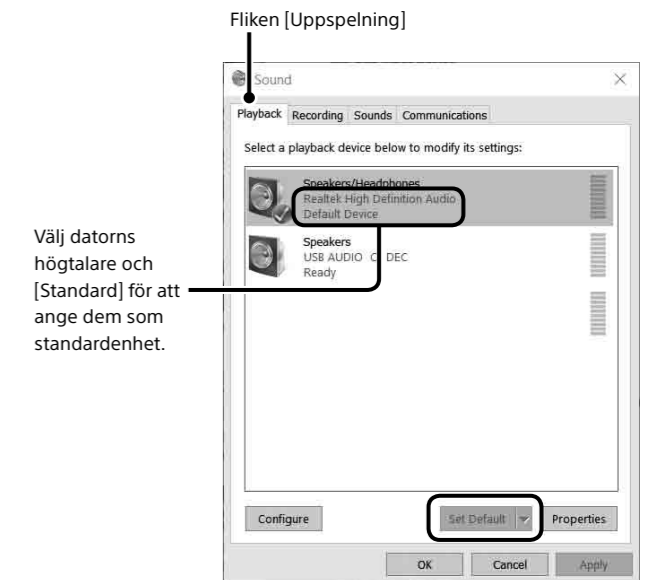 Fliken [Uppspelning]
Sound
Playback Recording Sounds Communications
Select a playback device below to modify its settings:
Speakers/Headphones
Realtek High Definition Audio
Default Device
Speakers
USB AUDIO DEC
Ready
Välj datorns
högtalare och
[Standard] för att
ange dem som
standardenhet.
Configure
Set Default
Properties
OK
Cancel
Apply